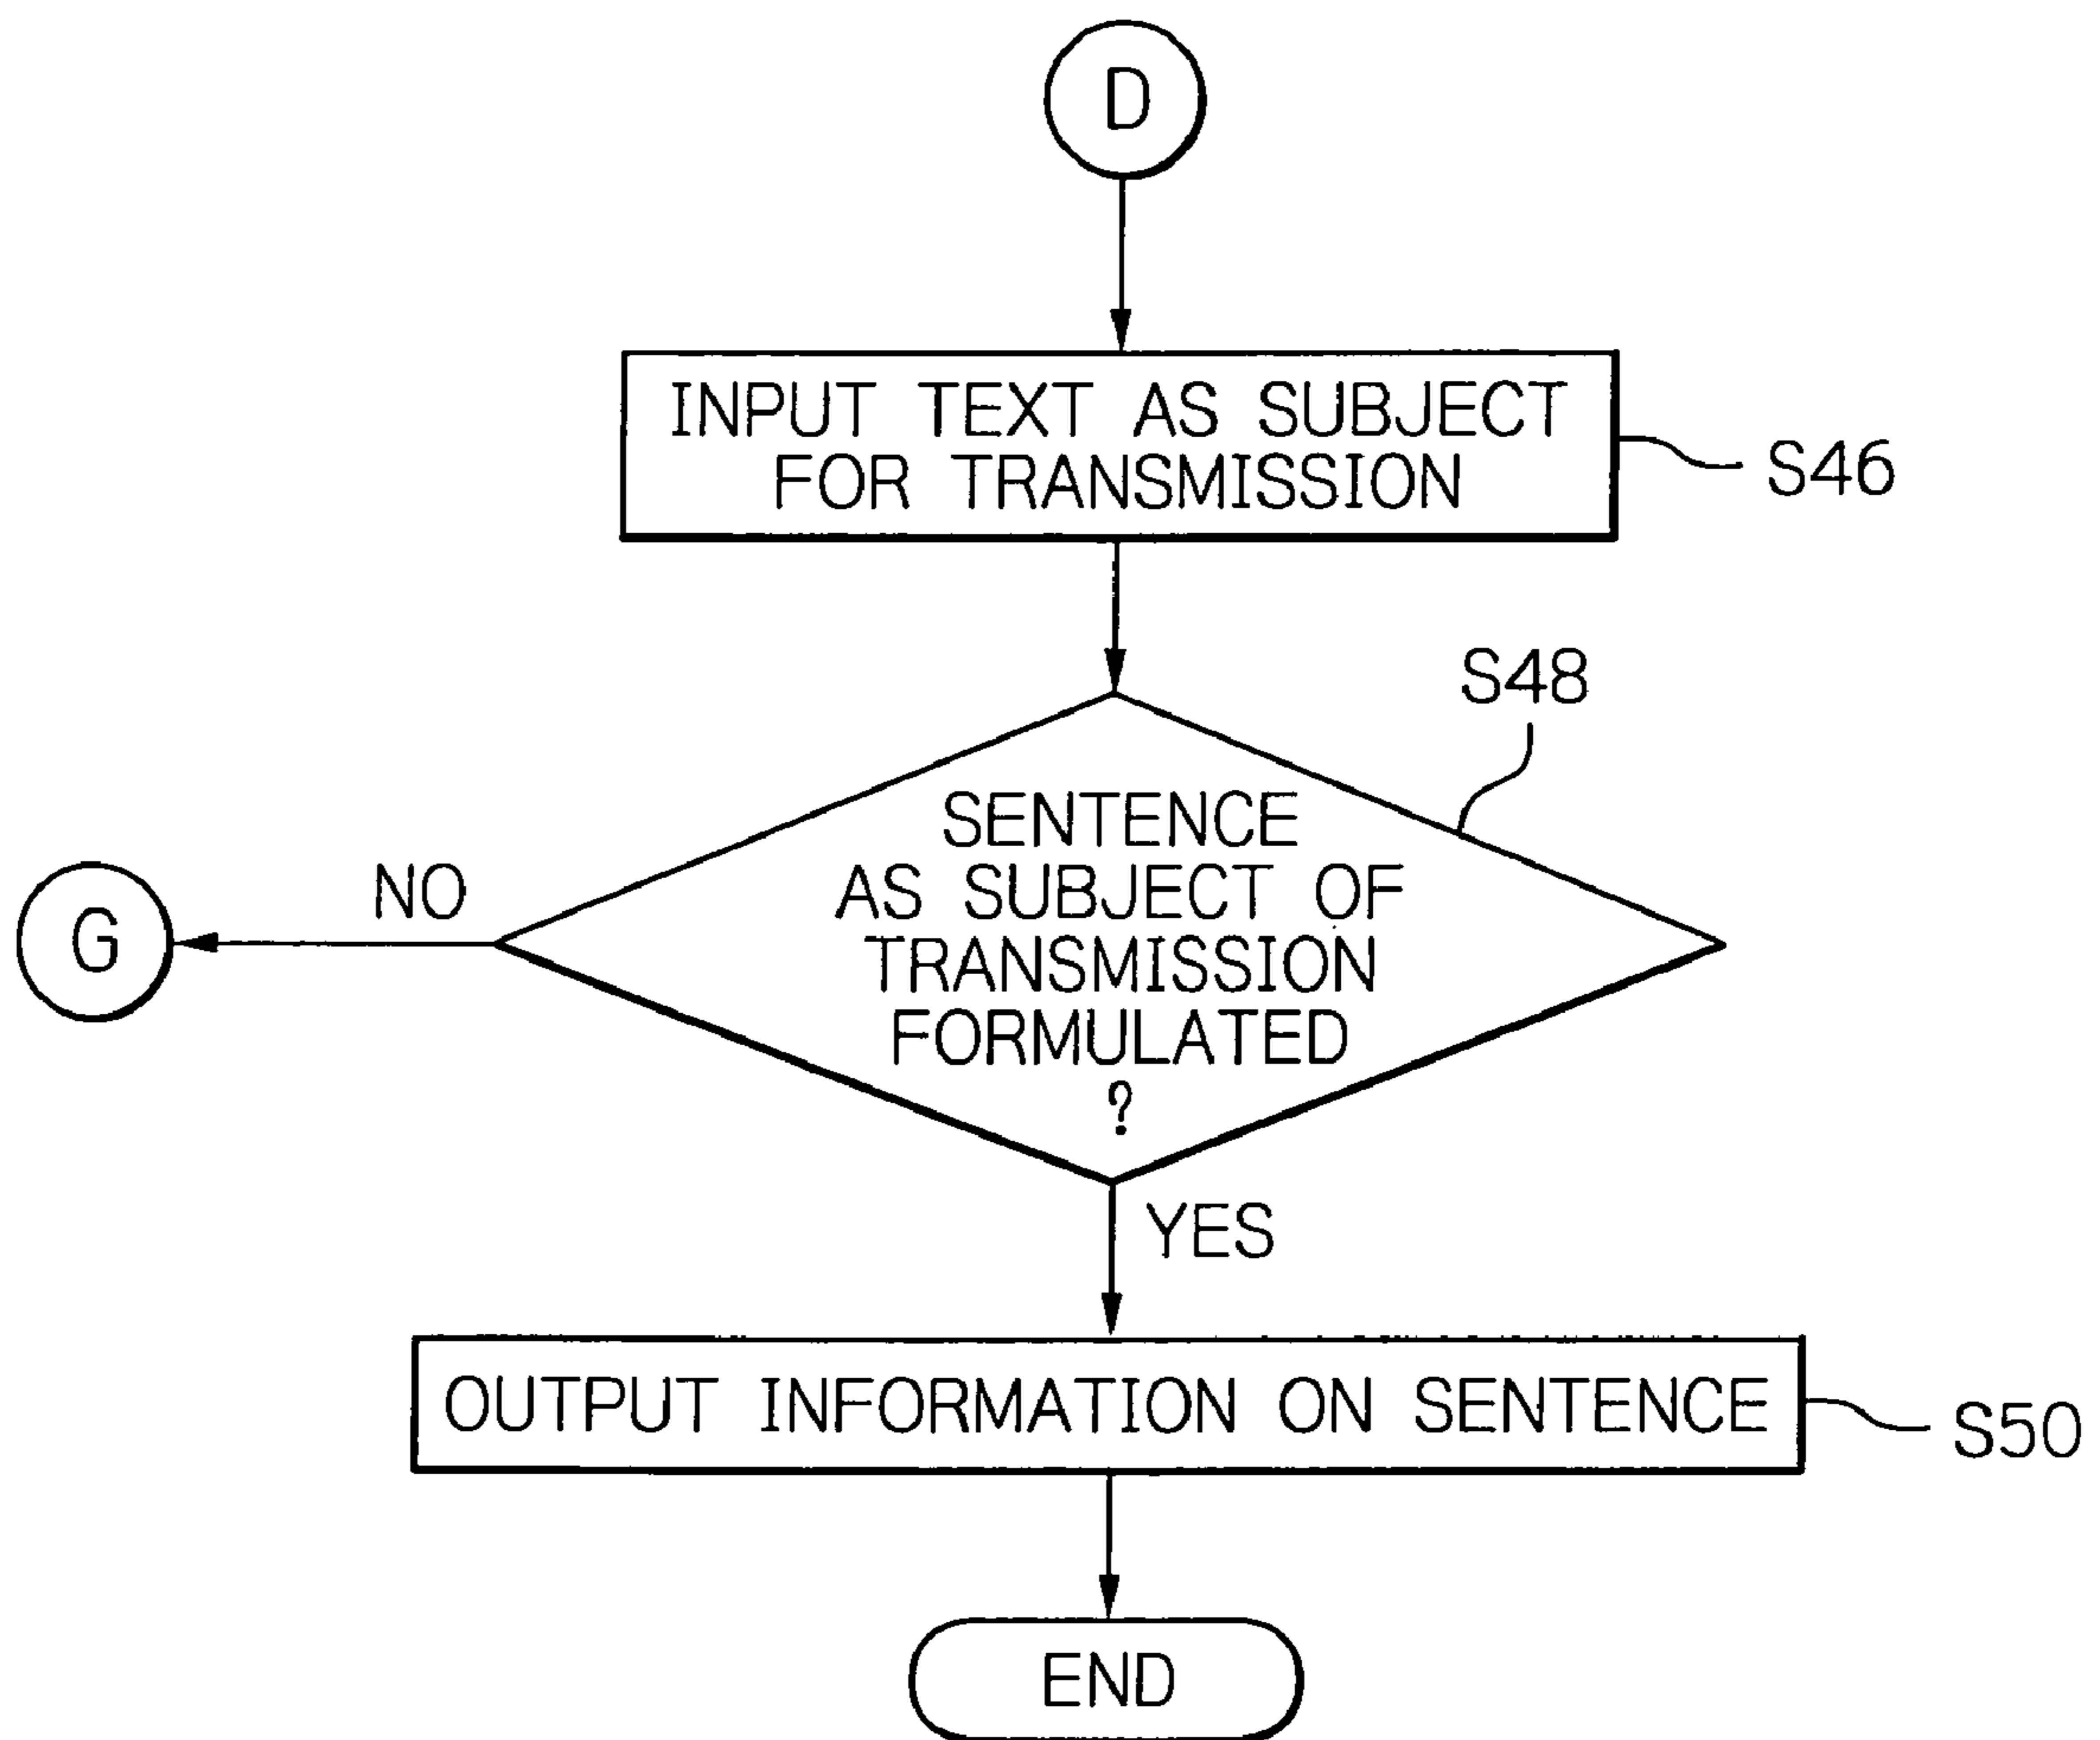 D
INPUT TEXT AS SUBJECT
FOR TRANSMISSION
S46
S48
SENTENCE
AS SUBJECT OF
TRANSMISSION
FORMULATED
?
NO
G
YES
OUTPUT INFORMATION ON SENTENCE
S50
END